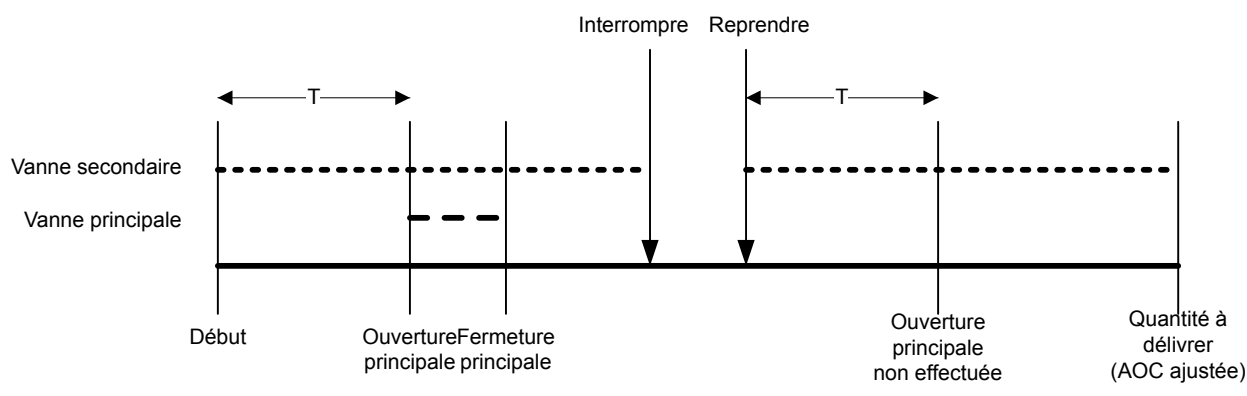 Interrompre Reprendre
T T
Vanne secondaire
Vanne principale
Début
Ouverture
principale
Fermeture
principale
Ouverture
principale
non effectuée
Quantité à
délivrer
(AOC ajustée)